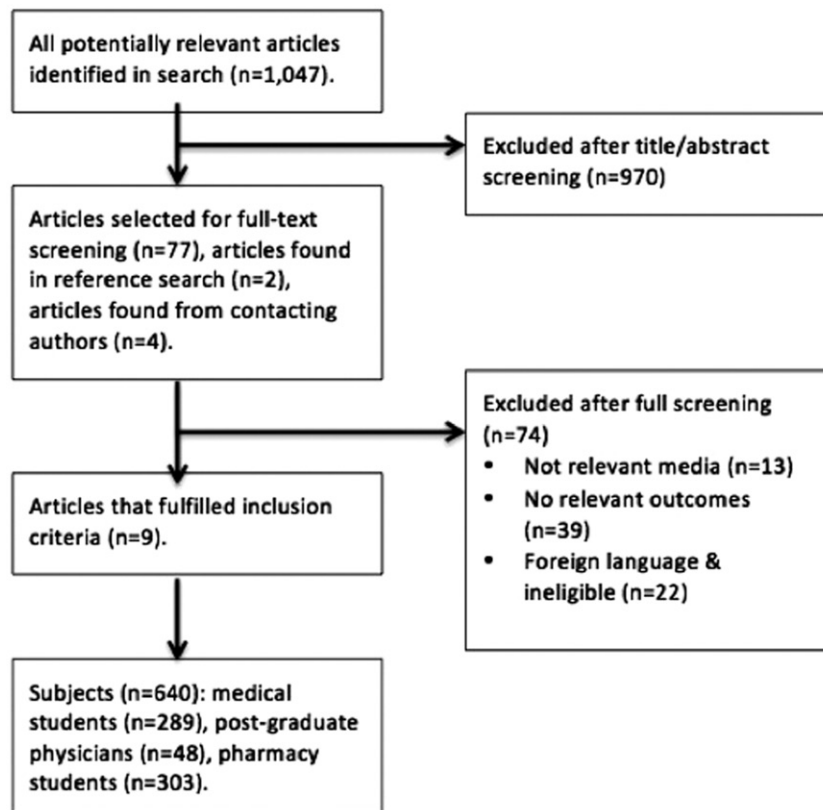 All potentially relevant articles
identified in search (n=1,047).
Excluded after title/abstract
screening (n=970)
Articles selected for full-text
screening (n=77), articles found
in reference search (n=2),
articles found from contacting
authors (n=4).
Excluded after full screening
(n=74)
• Not relevant media (n=13)
• No relevant outcomes
(n=39)
• Foreign language &
ineligible (n=22)
Articles that fulfilled inclusion
criteria (n=9).
Subjects (n=640): medical
students (n=289), post-graduate
physicians (n=48), pharmacy
students (n=303).